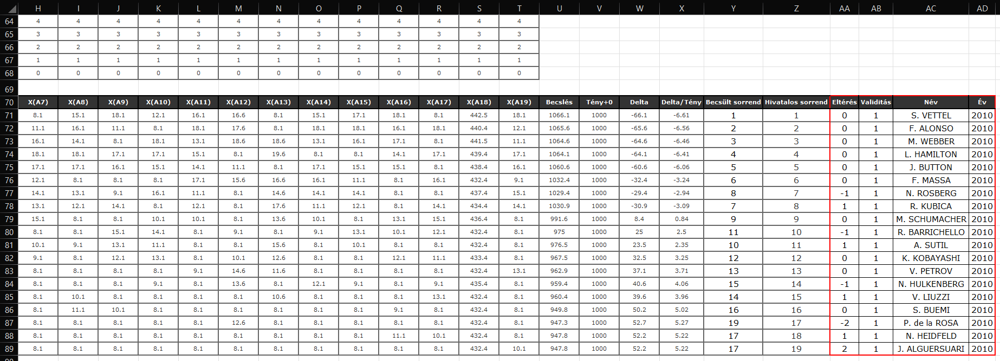 H I J K L M N O P Q R S T U V W X Y Z AA AB AC AD
64 4 4 4 4 4 4 4 4 4 4 4 4 4
65 3 3 3 3 3 3 3 3 3 3 3 3 3
66 2 2 2 2 2 2 2 2 2 2 2 2 2
67 1 1 1 1 1 1 1 1 1 1 1 1 1
68 0 0 0 0 0 0 0 0 0 0 0 0 0
69
70 X(A7) X(A8) X(A9) X(A10) X(A11) X(A12) X(A13) X(A14) X(A15) X(A16) X(A17) X(A18) X(A19) Becslés Tény+0 Delta Delta/Tény Becsült sorrend Hivatalos sorrend Eltérés Validitás Név Év
71 8.1 15.1 18.1 12.1 16.1 16.6 8.1 15.1 17.1 18.1 8.1 442.5 18.1 1066.1 1000 -66.1 -6.61 1 1 0 1 S. VETTEL 2010
72 11.1 16.1 11.1 8.1 18.1 17.6 8.1 18.1 18.1 16.1 18.1 440.4 12.1 1065.6 1000 -65.6 -6.56 2 2 0 1 F. ALONSO 2010
73 16.1 14.1 8.1 18.1 13.1 18.6 18.6 13.1 16.1 17.1 8.1 441.5 11.1 1064.6 1000 -64.6 -6.46 3 3 0 1 M. WEBBER 2010
74 18.1 18.1 17.1 17.1 15.1 8.1 19.6 8.1 8.1 14.1 17.1 439.4 17.1 1064.1 1000 -64.1 -6.41 4 4 0 1 L. HAMILTON 2010
75 17.1 17.1 16.1 15.1 14.1 11.1 8.1 17.1 15.1 15.1 8.1 438.4 16.1 1060.6 1000 -60.6 -6.06 5 5 0 1 J. BUTTON 2010
76 12.1 8.1 8.1 8.1 17.1 15.6 16.6 16.1 11.1 8.1 16.1 432.4 9.1 1032.4 1000 -32.4 -3.24 6 6 0 1 F. MASSA 2010
77 14.1 13.1 9.1 16.1 11.1 8.1 14.6 14.1 14.1 8.1 8.1 437.4 15.1 1029.4 1000 -29.4 -2.94 8 7 -1 1 N. ROSBERG 2010
78 13.1 12.1 14.1 8.1 12.1 8.1 17.6 11.1 12.1 8.1 14.1 434.4 14.1 1030.9 1000 -30.9 -3.09 7 8 1 1 R. KUBICA 2010
79 15.1 8.1 8.1 10.1 10.1 8.1 13.6 10.1 8.1 13.1 15.1 436.4 8.1 991.6 1000 8.4 0.84 9 9 0 1 M. SCHUMACHER 2010
80 8.1 8.1 15.1 14.1 8.1 9.1 8.1 9.1 13.1 10.1 12.1 432.4 8.1 975 1000 25 2.5 11 10 -1 1 R. BARRICHELLO 2010
81 10.1 9.1 13.1 11.1 8.1 8.1 15.6 8.1 10.1 8.1 8.1 432.4 8.1 976.5 1000 23.5 2.35 10 11 1 1 A. SUTIL 2010
82 9.1 8.1 12.1 13.1 8.1 10.1 12.6 8.1 8.1 12.1 11.1 433.4 8.1 967.5 1000 32.5 3.25 12 12 0 1 K. KOBAYASHI 2010
83 8.1 8.1 8.1 8.1 9.1 14.6 11.6 8.1 8.1 8.1 8.1 432.4 13.1 962.9 1000 37.1 3.71 13 13 0 1 V. PETROV 2010
84 8.1 8.1 8.1 9.1 8.1 13.6 8.1 12.1 9.1 8.1 9.1 435.4 8.1 959.4 1000 40.6 4.06 15 14 -1 1 N. HULKENBERG 2010
85 8.1 10.1 8.1 8.1 8.1 8.1 10.6 8.1 8.1 8.1 13.1 432.4 8.1 960.4 1000 39.6 3.96 14 15 1 1 V. LIUZZI 2010
86 8.1 11.1 10.1 8.1 8.1 8.1 8.1 8.1 8.1 9.1 8.1 432.4 8.1 949.8 1000 50.2 5.02 16 16 0 1 S. BUEMI 2010
87 8.1 8.1 8.1 8.1 8.1 12.6 8.1 8.1 8.1 8.1 8.1 432.4 8.1 947.3 1000 52.7 5.27 19 17 -2 1 P. de la ROSA 2010
88 8.1 8.1 8.1 8.1 8.1 8.1 8.1 8.1 8.1 11.1 10.1 432.4 8.1 947.8 1000 52.2 5.22 17 18 1 1 N. HEIDFELD 2010
89 8.1 8.1 8.1 8.1 8.1 8.1 8.1 8.1 8.1 8.1 8.1 432.4 10.1 947.8 1000 52.2 5.22 17 19 2 1 J. ALGUERSUARI 2010